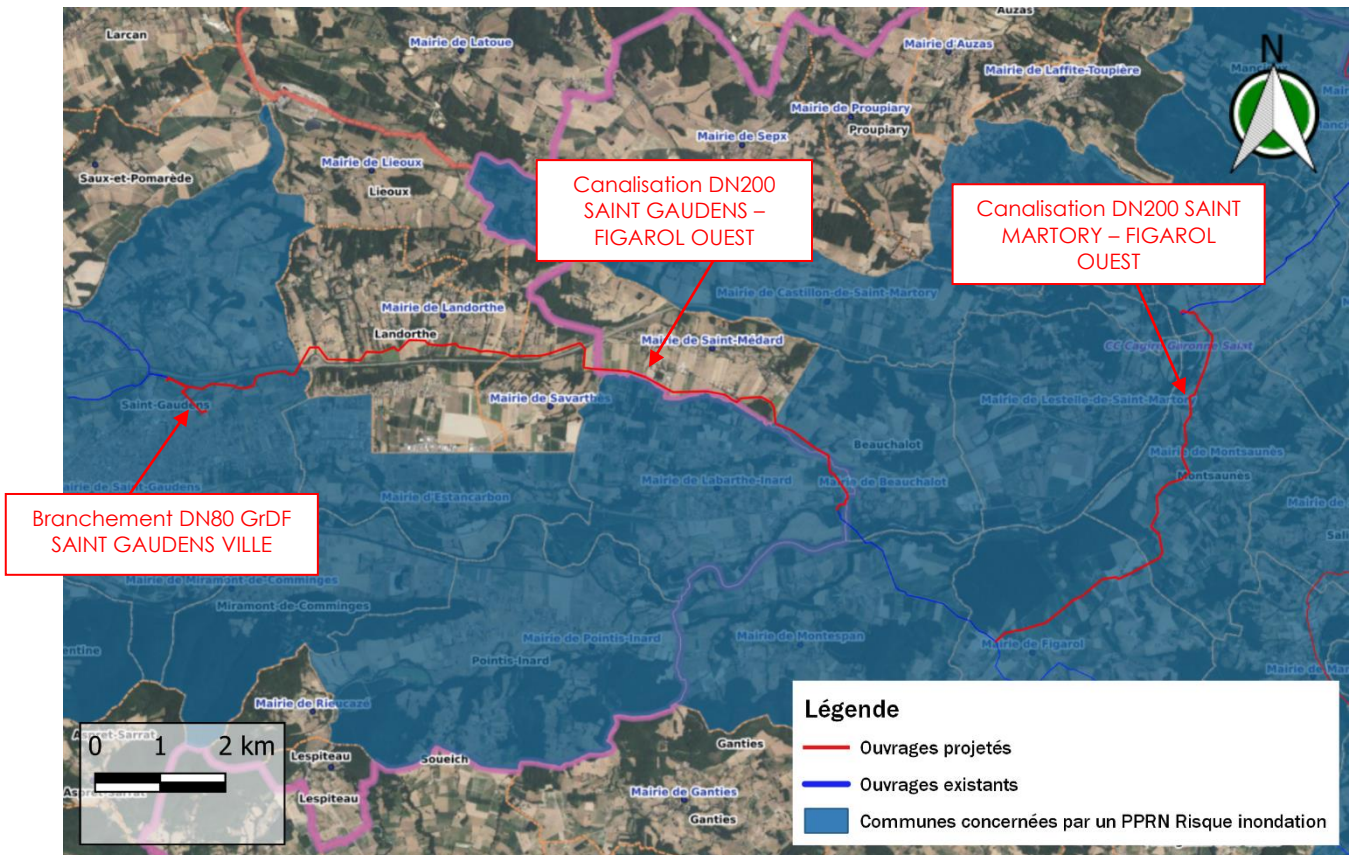 Auzas
Larcan
Mairie de Latoue
Mairie d'Auzas
N
Mairie de Laffite-Toupière
Mairie de Proupiary
Proupiary
Mairie de Sepx
Mairie de Lieoux
Saux-et-Pomarède
Lieoux
Canalisation DN200
SAINT GAUDENS –
FIGAROL OUEST
Canalisation DN200 SAINT
MARTORY – FIGAROL
OUEST
Mairie de Castillon-de-Saint-Martory
Mairie de Landorthe
Landorthe
Mairie de Saint-Médard
CC Cagire Garonne Salat
Saint-Gaudens
Mairie de Savarthès
Mairie de Lestelle-de-Saint-Martory
Beauchalot
Mairie de Montsaunès
Montsaunès
Mairie de Saint-Gaudens
Mairie d'Estancarbon
Mairie de Labarthe-Inard
Mairie de Beauchalot
Branchement DN80 GrDF
SAINT GAUDENS VILLE
Mairie de Miramont-de-Comminges
Miramont-de-Comminges
Mairie de Pointis-Inard
Mairie de Montespan
Mairie de Figarol
Pointis-Inard
Mairie de Rieucazé
Légende
Ouvrages projetés
Ouvrages existants
Communes concernées par un PPRN Risque inondation
Aspret-Sarrat
0 1 2 km
Lespiteau
Soueich
Ganties
Aspret-Sarrat
Lespiteau
Mairie de Ganties
Ganties